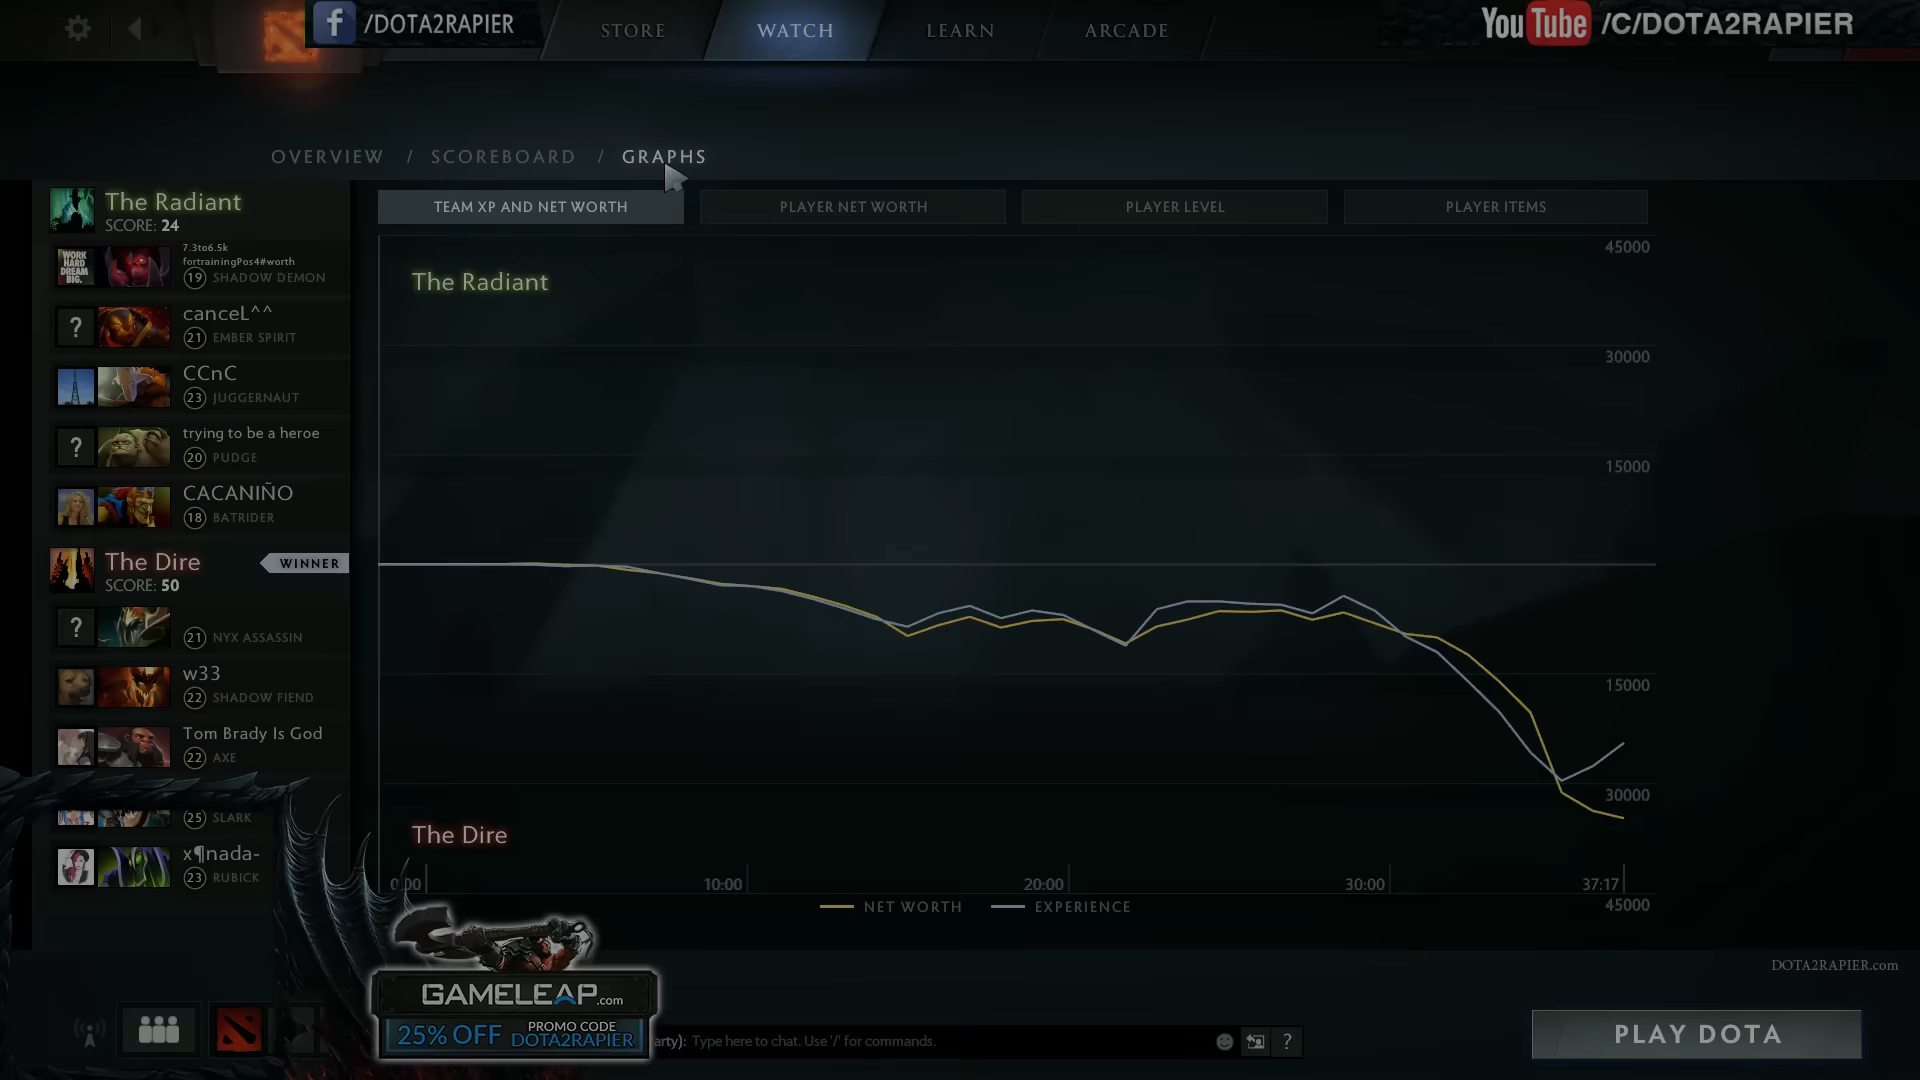 f /DOTA2RAPIER
STORE
WATCH
LEARN
ARCADE
YouTube /C/DOTA2RAPIER
OVERVIEW / SCOREBOARD / GRAPHS
The Radiant
SCORE: 24
WORK
HARD
DREAM
BIG.
7.3to6.5k
fortrainingPos4#worth
19 SHADOW DEMON
?
canceL^^
21 EMBER SPIRIT
CCnC
23 JUGGERNAUT
?
trying to be a heroe
20 PUDGE
CACANIÑO
18 BATRIDER
The Dire
WINNER
SCORE: 50
?
21 NYX ASSASSIN
w33
22 SHADOW FIEND
Tom Brady Is God
22 AXE
25 SLARK
x¶nada-
23 RUBICK
TEAM XP AND NET WORTH
PLAYER NET WORTH
PLAYER LEVEL
PLAYER ITEMS
45000
The Radiant
30000
15000
15000
30000
The Dire
0:00
10:00
20:00
30:00
37:17
NET WORTH
EXPERIENCE
45000
DOTA2RAPIER.com
GAMELEAP.com
25% OFF
PROMO CODE
DOTA2RAPIER
arty): Type here to chat. Use '/' for commands.
?
PLAY DOTA